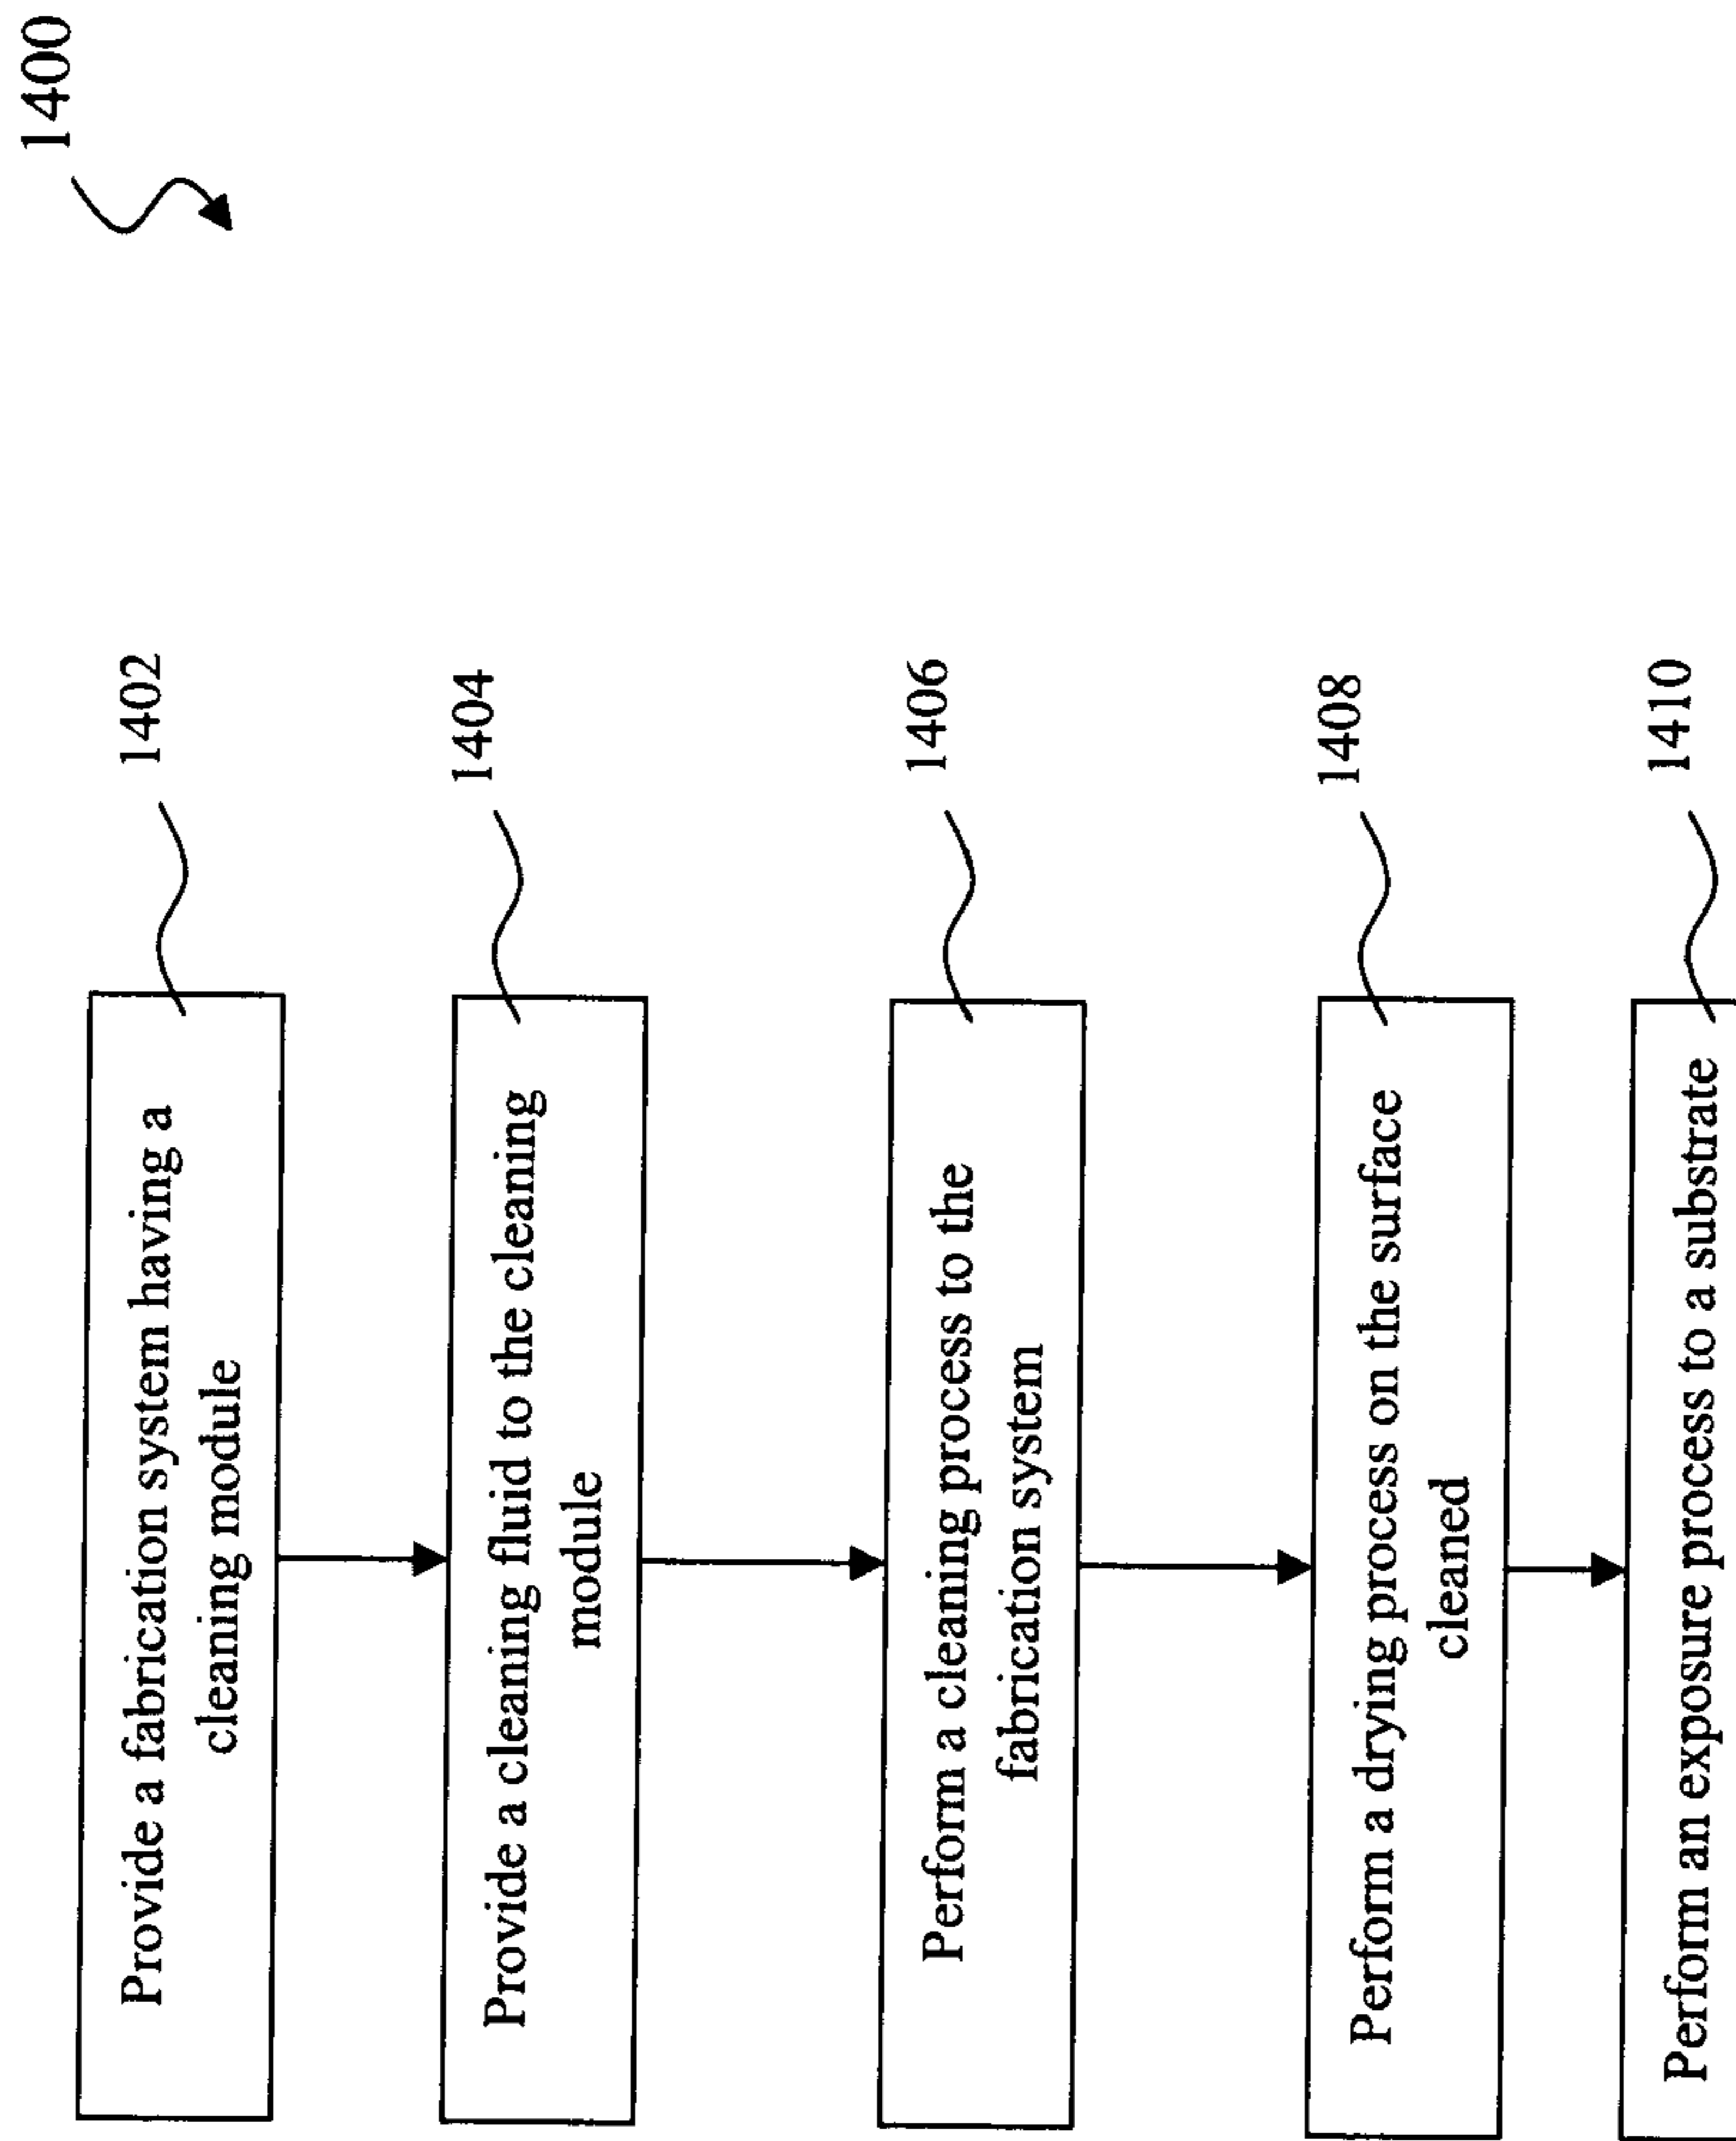 1400
Provide a fabrication system having a
cleaning module
1402
Provide a cleaning fluid to the cleaning
module
1404
Perform a cleaning process to the
fabrication system
1406
Perform a drying process on the surface
cleaned
1408
Perform an exposure process to a substrate
1410